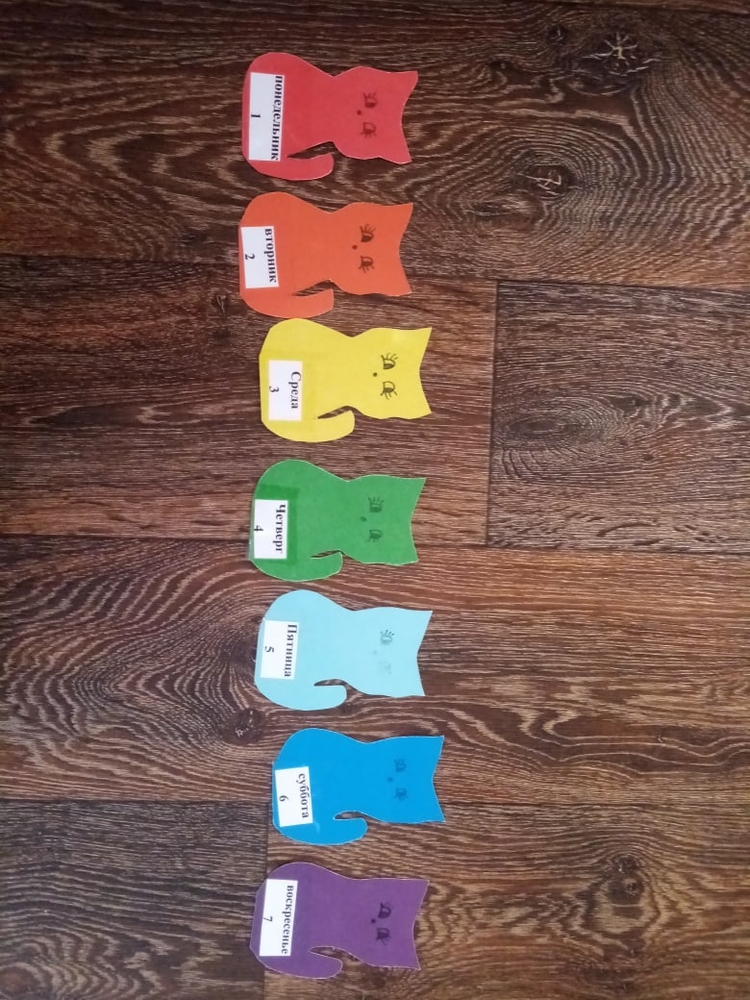 понедельник
1
вторник
2
Среда
3
Четверг
4
Пятница
5
суббота
6
воскресенье
7